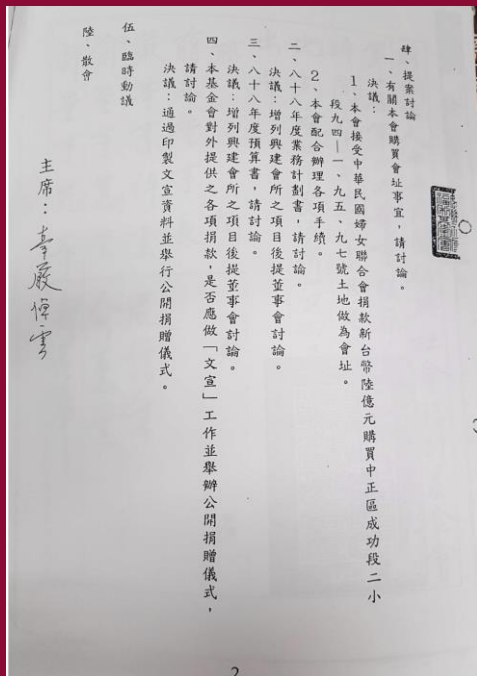 肆、提案討論
一、有關本會購買會址事宜，請討論。
決議：
1、本會接受中華民國婦女聯合會捐款新台幣陸億元購買中正區成功段二小
段九四—一、九五、九七號土地做為會址。
2、本會配合辦理各項手續。
二、八十八年度業務計劃書，請討論。
決議：增列興建會所之項目後提董事會討論。
三、八十八年度預算書，請討論。
決議：增列興建會所之項目後提董事會討論。
四、本基金會對外提供之各項捐款，是否應做「文宣」工作並舉辦公開捐贈儀式，
請討論。
決議：通過印製文宣資料並舉行公開捐贈儀式。
伍、臨時動議
陸、散會
主席：辜嚴倬雲
2